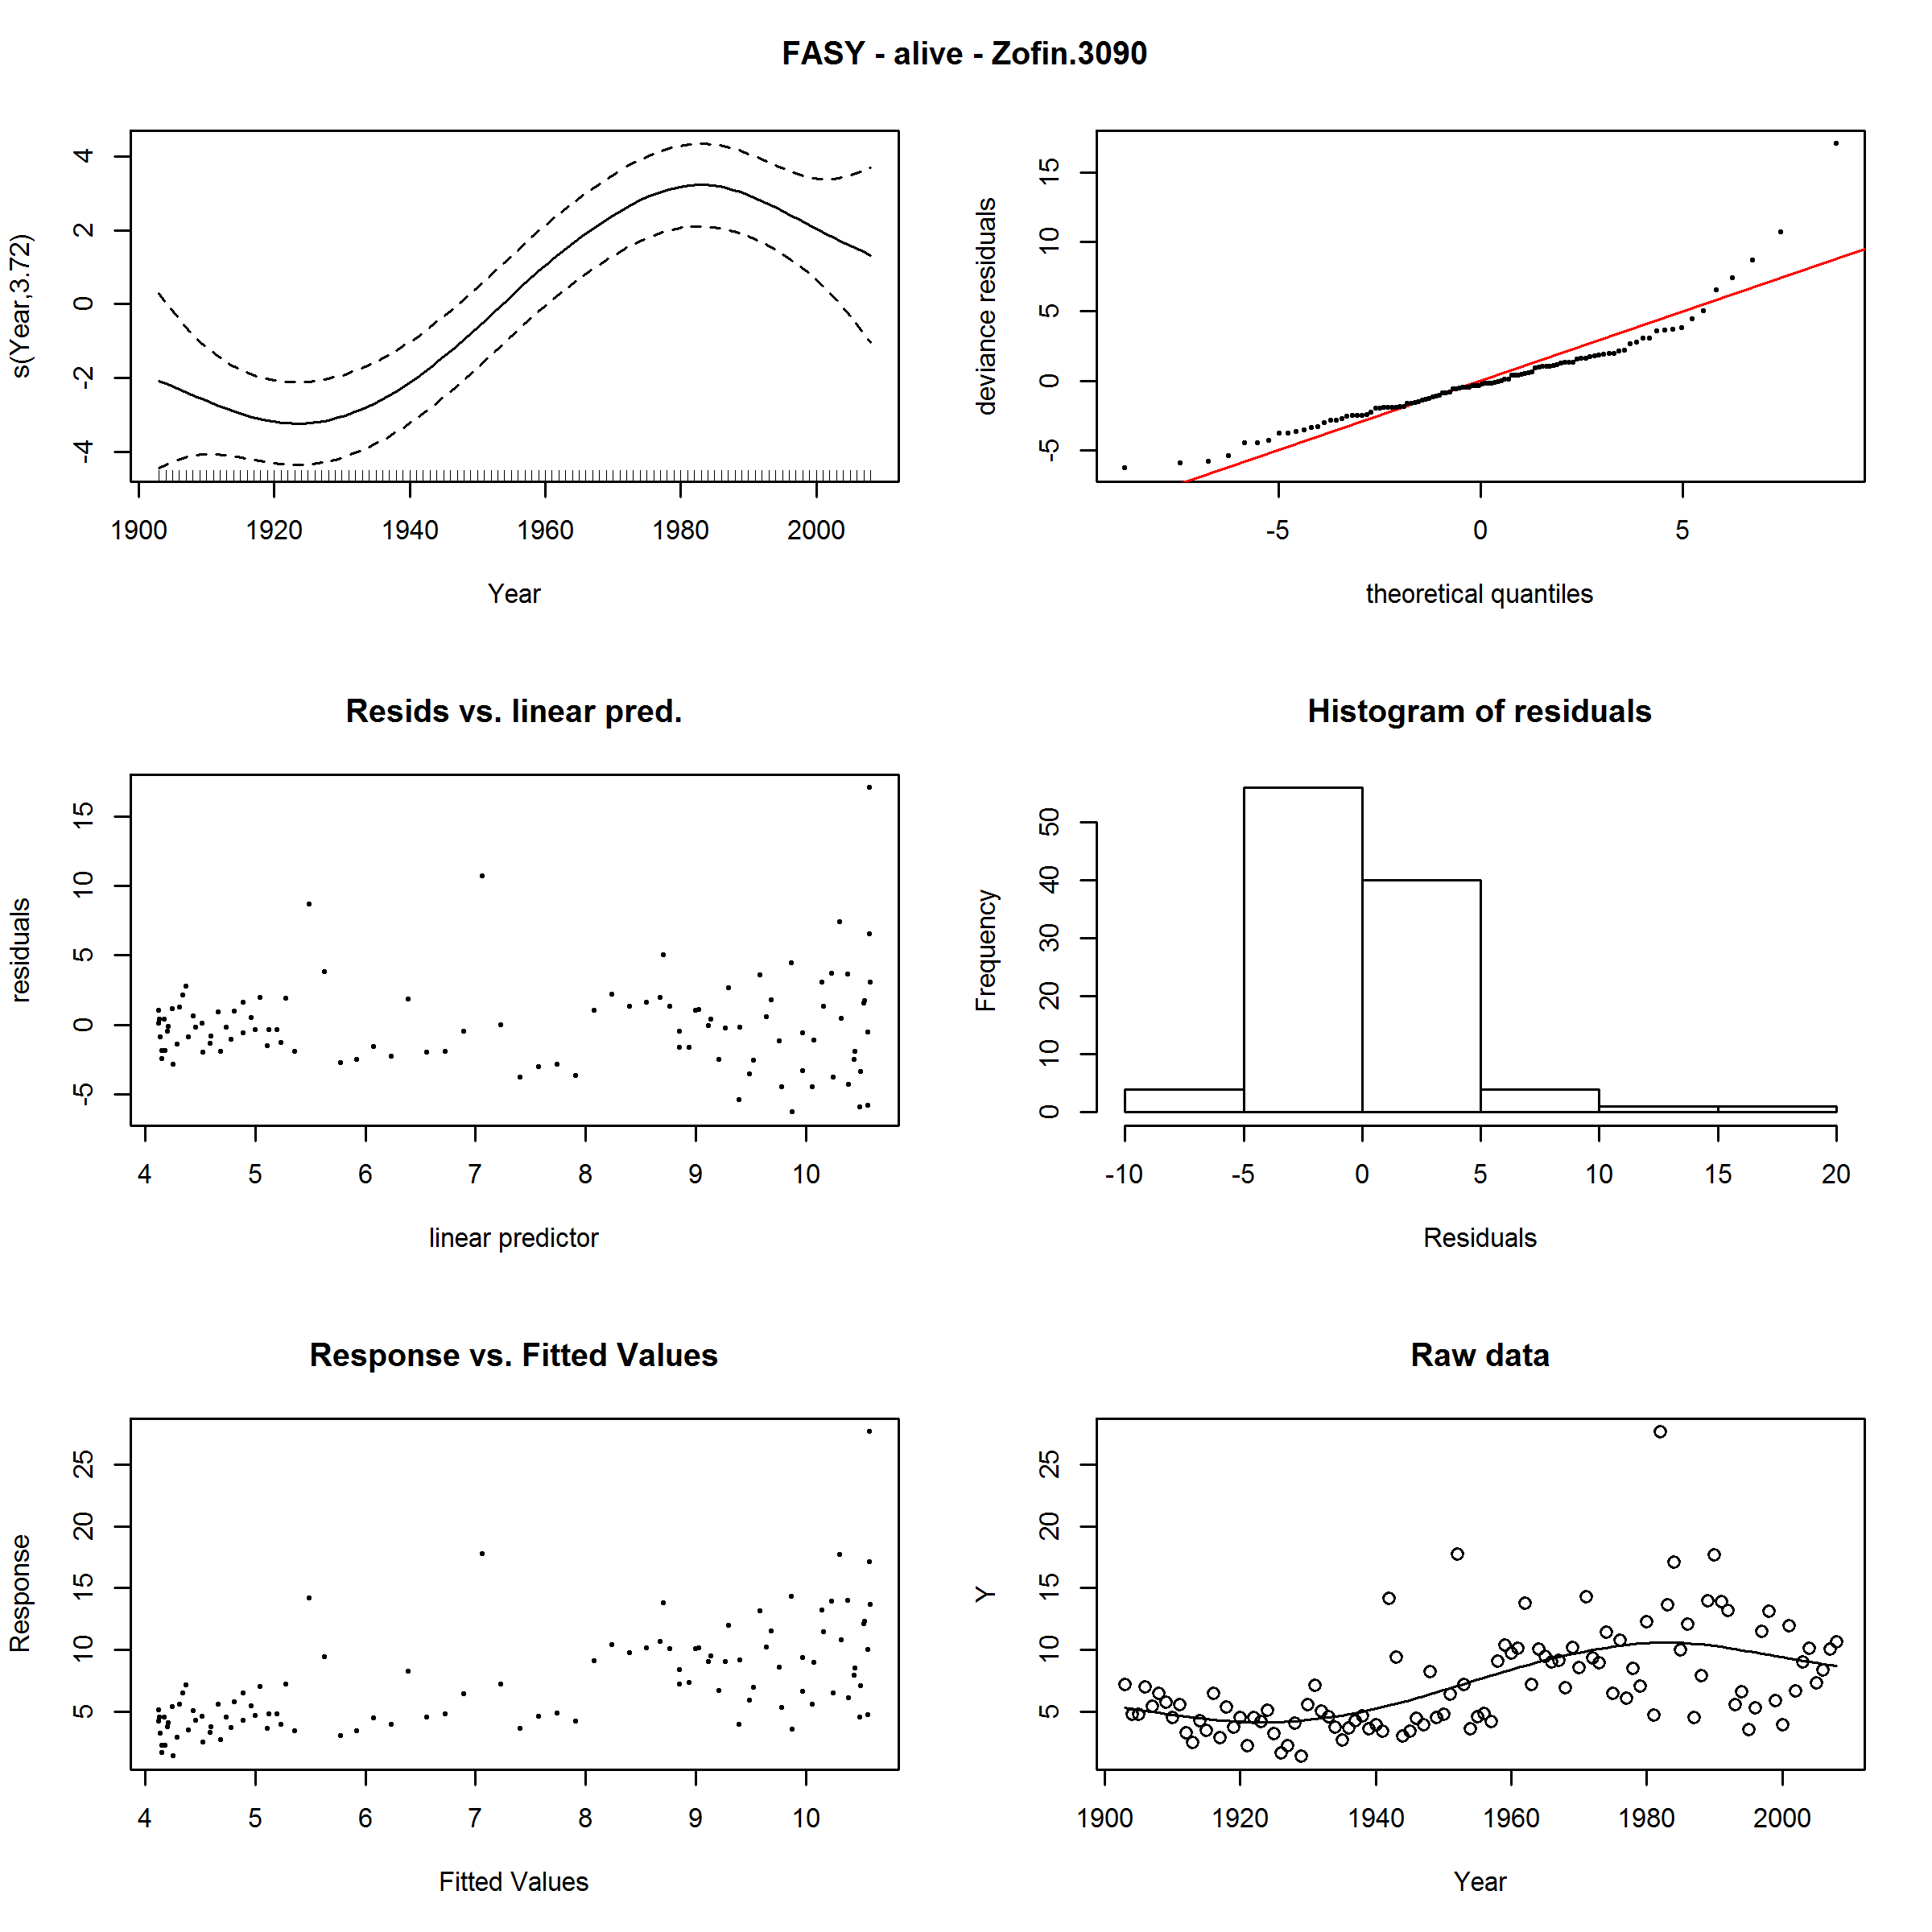 FASY - alive - Zofin.3090
s(Year,3.72)
4
2
0
-2
-4
1900 1920 1940 1960 1980 2000
Year
deviance residuals
15
10
5
0
-5
-5 0 5
theoretical quantiles
Resids vs. linear pred.
residuals
15
10
5
0
-5
4 5 6 7 8 9 10
linear predictor
Histogram of residuals
Frequency
50
40
30
20
10
0
-10 -5 0 5 10 15 20
Residuals
Response vs. Fitted Values
Response
25
20
15
10
5
4 5 6 7 8 9 10
Fitted Values
Raw data
Y
25
20
15
10
5
1900 1920 1940 1960 1980 2000
Year